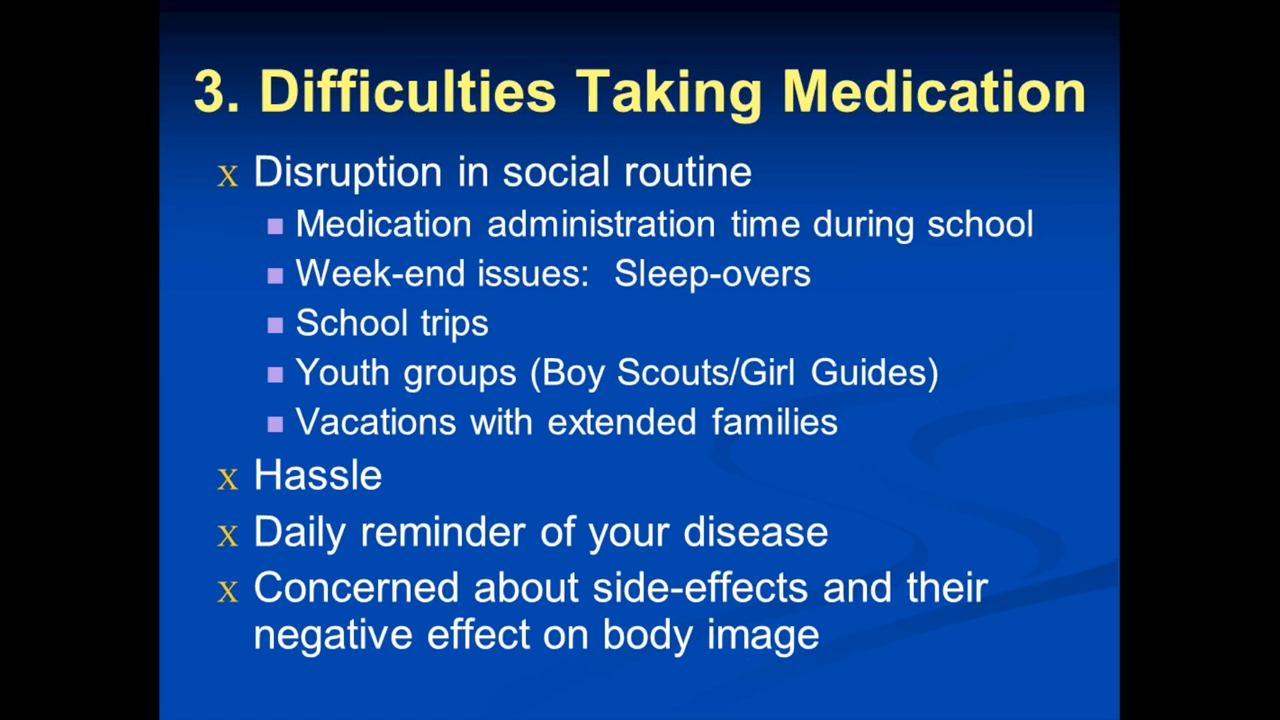 3. Difficulties Taking Medication
x Disruption in social routine
■ Medication administration time during school
■ Week-end issues:  Sleep-overs
■ School trips
■ Youth groups (Boy Scouts/Girl Guides)
■ Vacations with extended families
x Hassle
x Daily reminder of your disease
x Concerned about side-effects and their
negative effect on body image